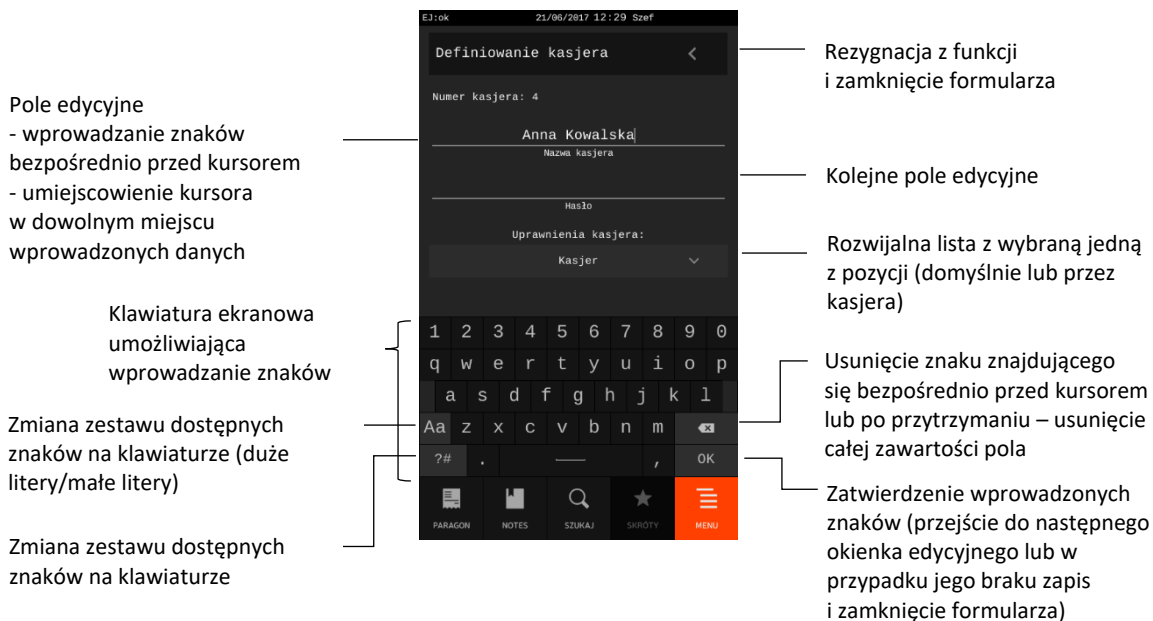 EJ:ok 21/06/2017 12:29 Szef
Definiowanie kasjera
Numer kasjera: 4
Anna Kowalska
Nazwa kasjera
Hasło
Uprawnienia kasjera:
Kasjer
1 2 3 4 5 6 7 8 9 0
q w e r t y u i o p
a s d f g h j k l
Aa z x c v b n m
?# . , OK
PARAGON NOTES SZUKAJ SKRÓTY MENU
Pole edycyjne
- wprowadzanie znaków
bezpośrednio przed kursorem
- umiejscowienie kursora
w dowolnym miejscu
wprowadzonych danych
Klawiatura ekranowa
umożliwiająca
wprowadzanie znaków
Zmiana zestawu dostępnych
znaków na klawiaturze (duże
litery/małe litery)
Zmiana zestawu dostępnych
znaków na klawiaturze
Rezygnacja z funkcji
i zamknięcie formularza
Kolejne pole edycyjne
Rozwijalna lista z wybraną jedną
z pozycji (domyślnie lub przez
kasjera)
Usunięcie znaku znajdującego
się bezpośrednio przed kursorem
lub po przytrzymaniu – usunięcie
całej zawartości pola
Zatwierdzenie wprowadzonych
znaków (przejście do następnego
okienka edycyjnego lub w
przypadku jego braku zapis
i zamknięcie formularza)